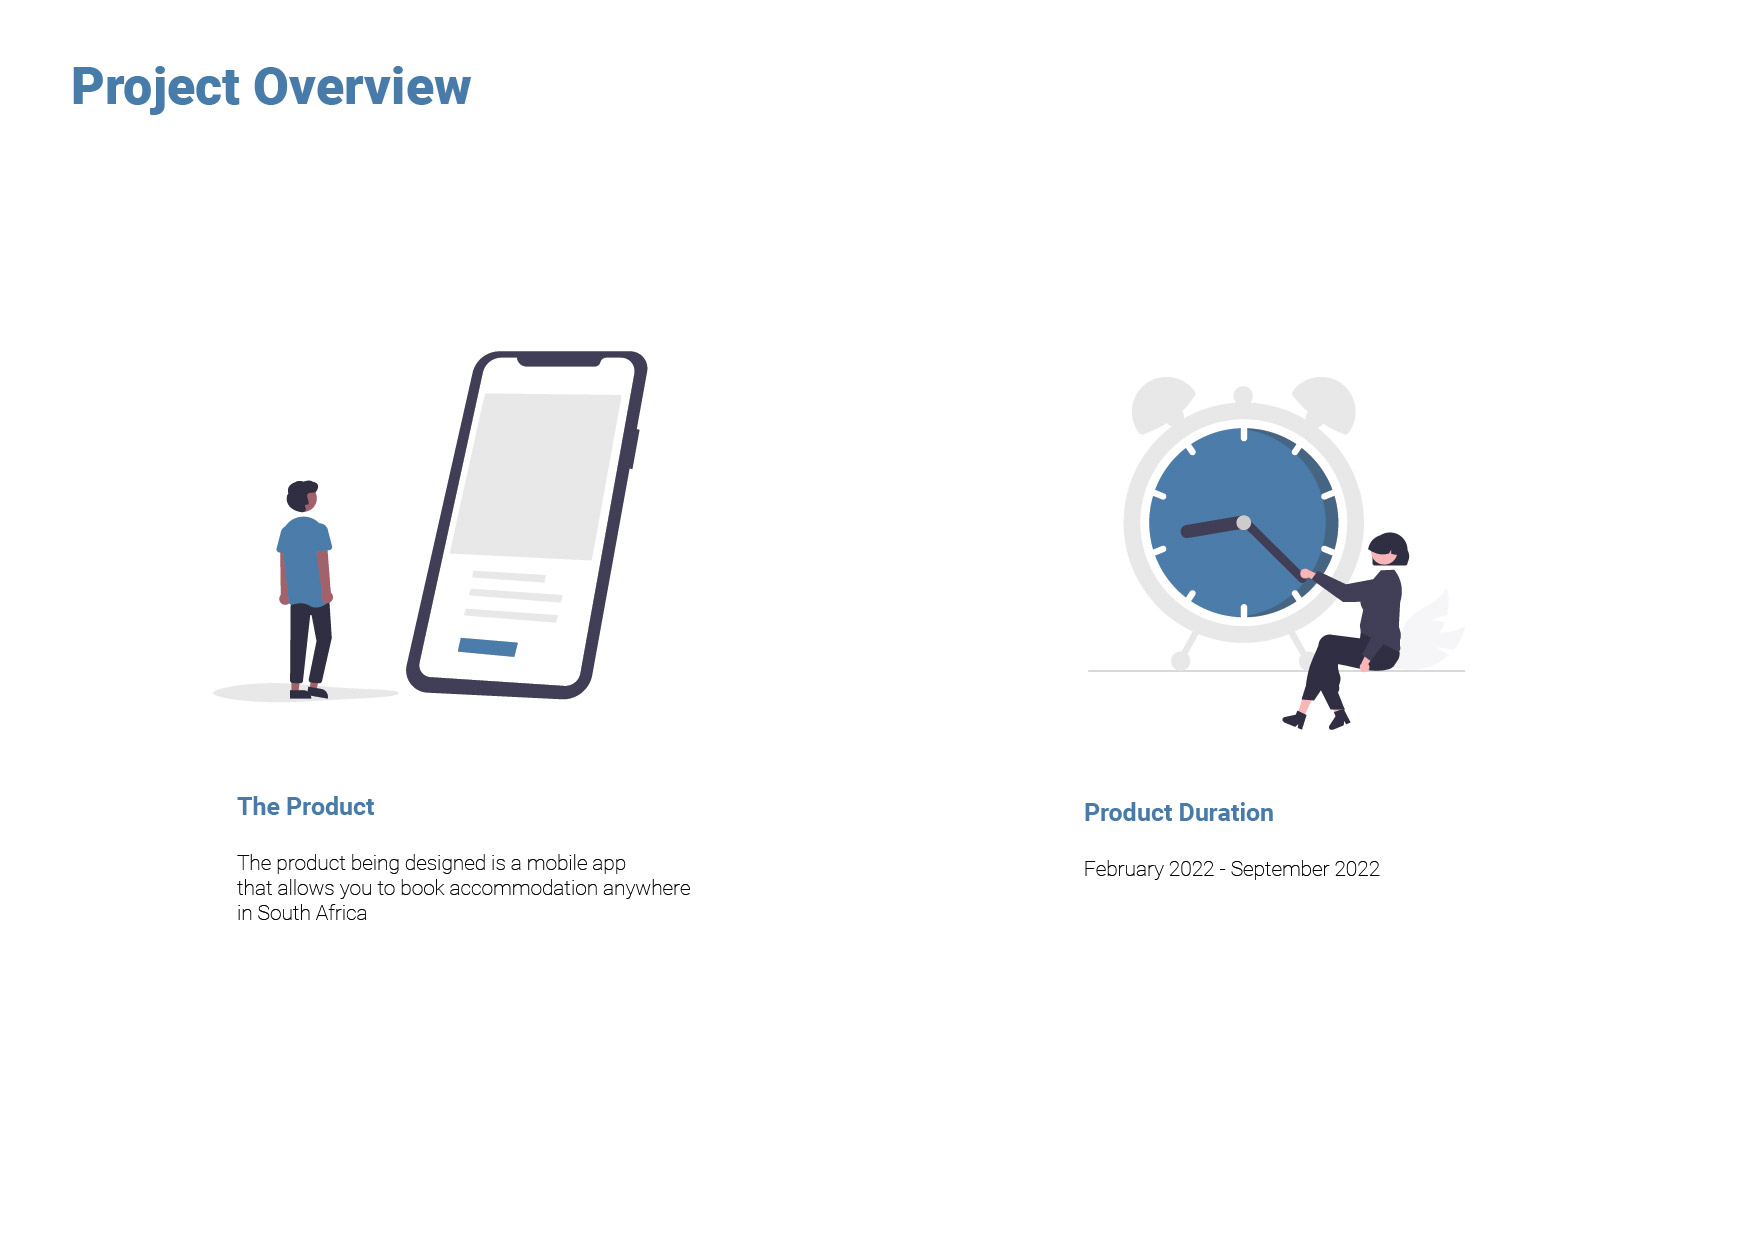 Project Overview
The Product
The product being designed is a mobile app
that allows you to book accommodation anywhere
in South Africa
Product Duration
February 2022 - September 2022